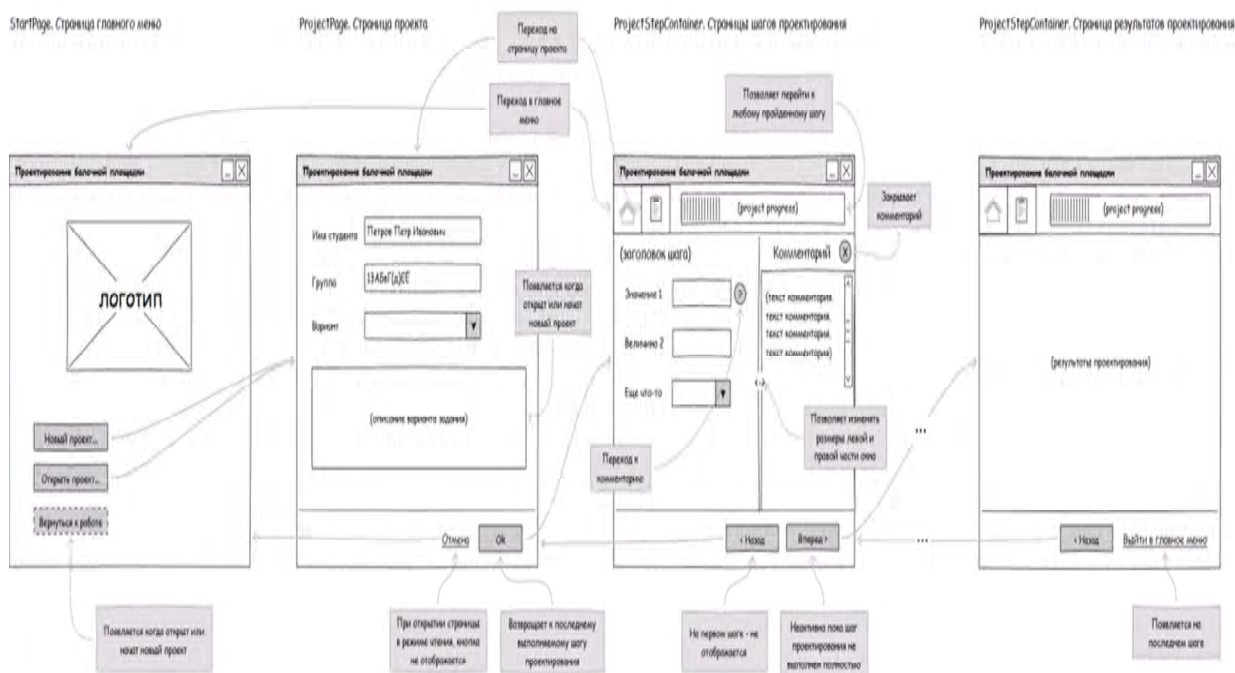 StartPage. Страница главного меню
ProjectPage. Страница проекта
ProjectStepContainer. Страницы шагов проектирования
ProjectStepContainer. Страница результатов проектирования
Переход на
страницу проекта
Переход в главное
меню
Позволяет перейти к
любому пройденному шагу
Закрывает
комментарий
Проектирование балочной площадки
ЛОГОТИП
Новый проект...
Открыть проект...
Вернуться к работе
Появляется когда открыт или
начат новый проект
Проектирование балочной площадки
Имя студента
Петров Петр Иванович
Группа
13АБвГ(д)ЕЁ
Вариант
(описание варианта задания)
Отмена
Ok
Появляется когда
открыт или начат
новый проект
При открытии страницы
в режиме чтения, кнопка
не отображается
Возвращает к последнему
выполняемому шагу
проектирования
Проектирование балочной площадки
(project progress)
(заголовок шага)
Значение 1
?
Величина 2
Еще что-то
Комментарий
X
(текст комментария,
текст комментария,
текст комментария,
текст комментария)
Переход к
комментарию
Позволяет изменять
размеры левой и
правой части окна
< Назад
Вперед >
На первом шаге - не
отображается
Неактивна пока шаг
проектирования не
выполнен полностью
...
...
Проектирование балочной площадки
(project progress)
(результаты проектирования)
< Назад
Выйти в главное меню
Появляется на
последнем шаге